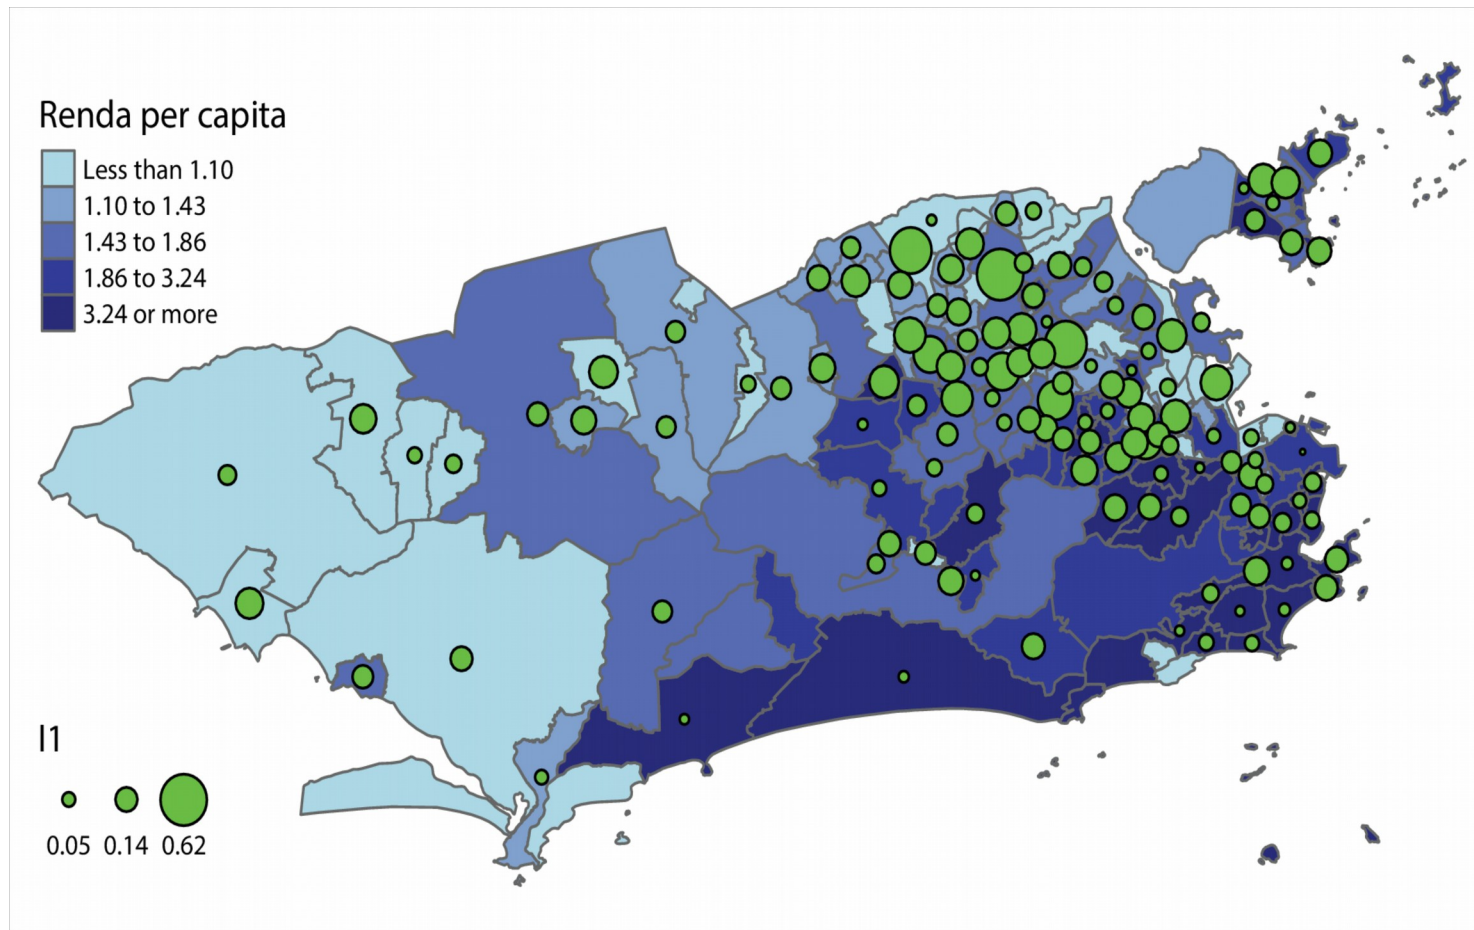 Renda per capita
Less than 1.10
1.10 to 1.43
1.43 to 1.86
1.86 to 3.24
3.24 or more
I1
0.05 0.14 0.62